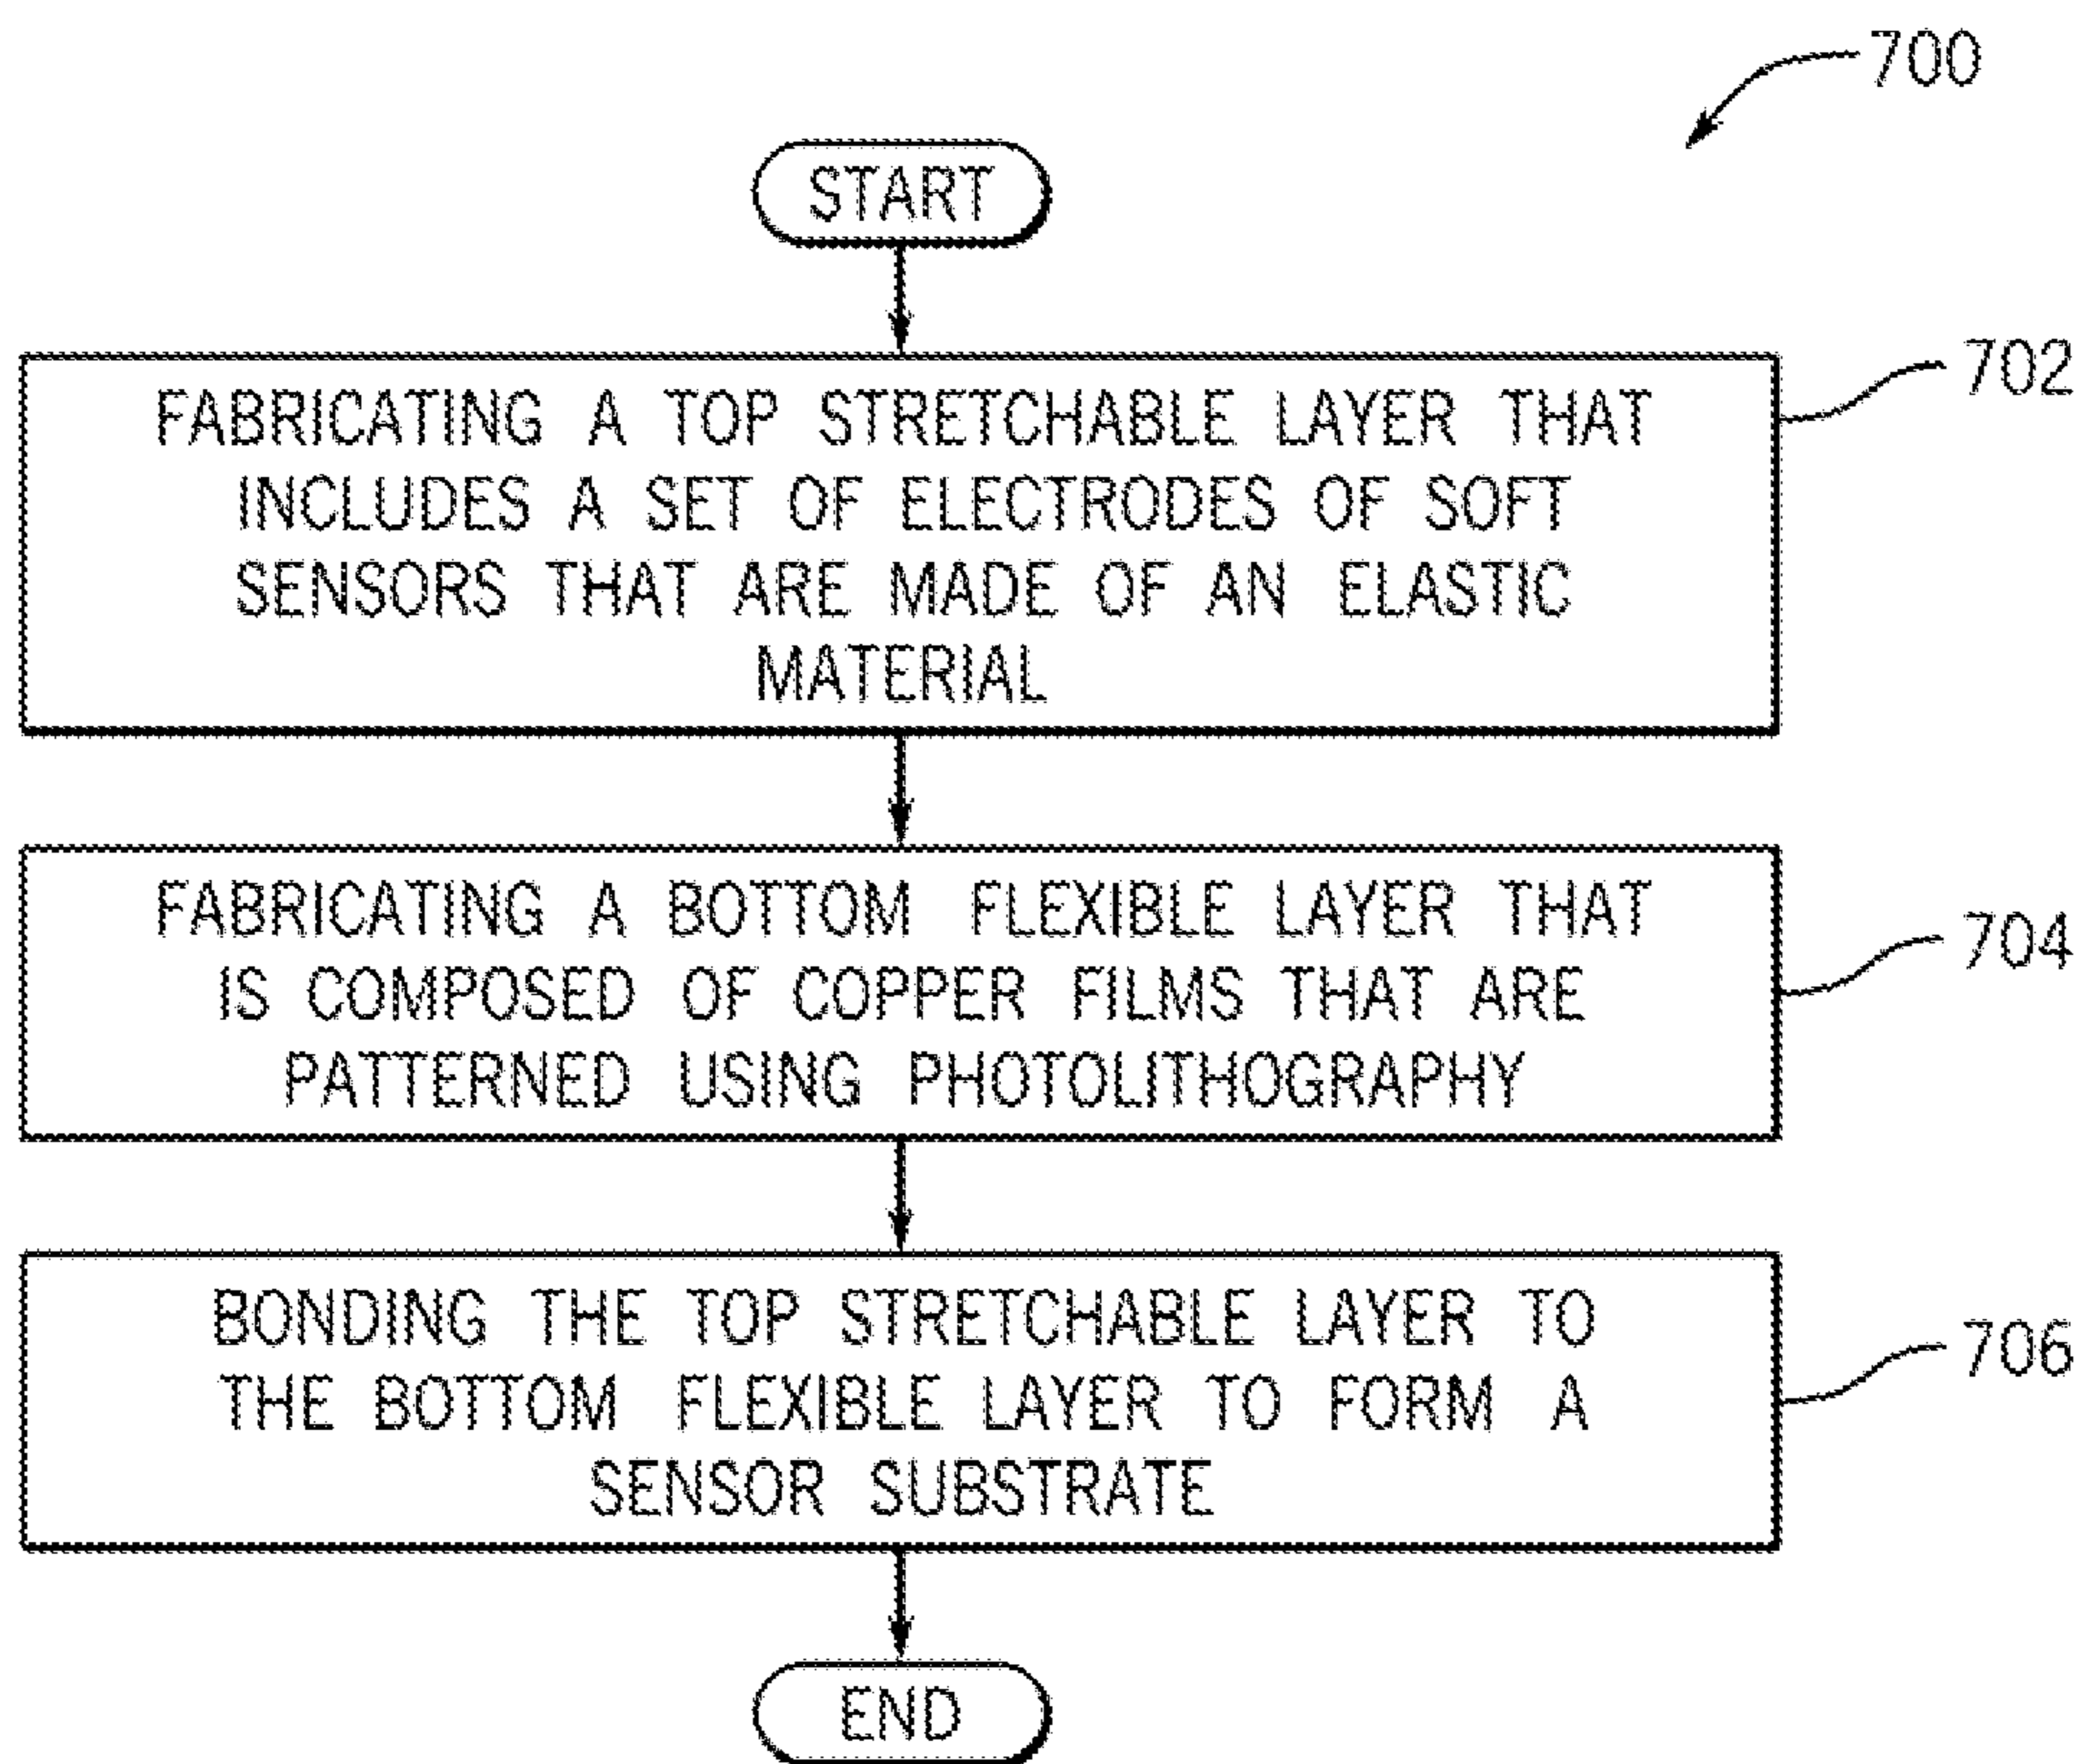 700
START
702
FABRICATING A TOP STRETCHABLE LAYER THAT
INCLUDES A SET OF ELECTRODES OF SOFT
SENSORS THAT ARE MADE OF AN ELASTIC
MATERIAL
704
FABRICATING A BOTTOM FLEXIBLE LAYER THAT
IS COMPOSED OF COPPER FILMS THAT ARE
PATTERNED USING PHOTOLITHOGRAPHY
706
BONDING THE TOP STRETCHABLE LAYER TO
THE BOTTOM FLEXIBLE LAYER TO FORM A
SENSOR SUBSTRATE
END